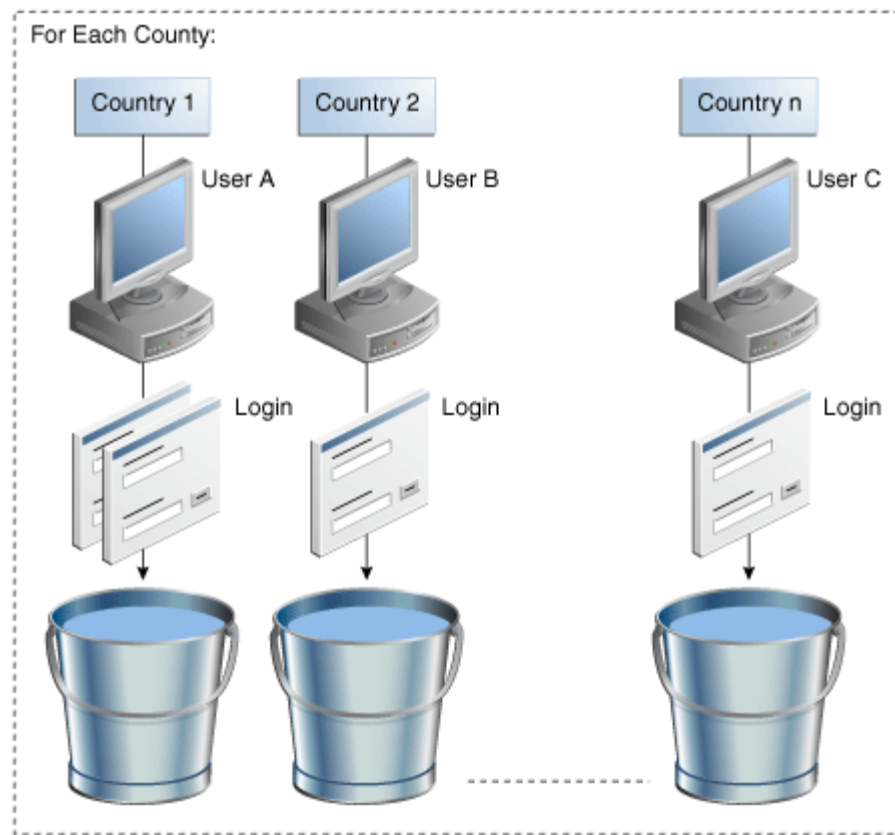 For Each County:
Country 1
Country 2
Country n
User A
User B
User C
Login
Login
Login